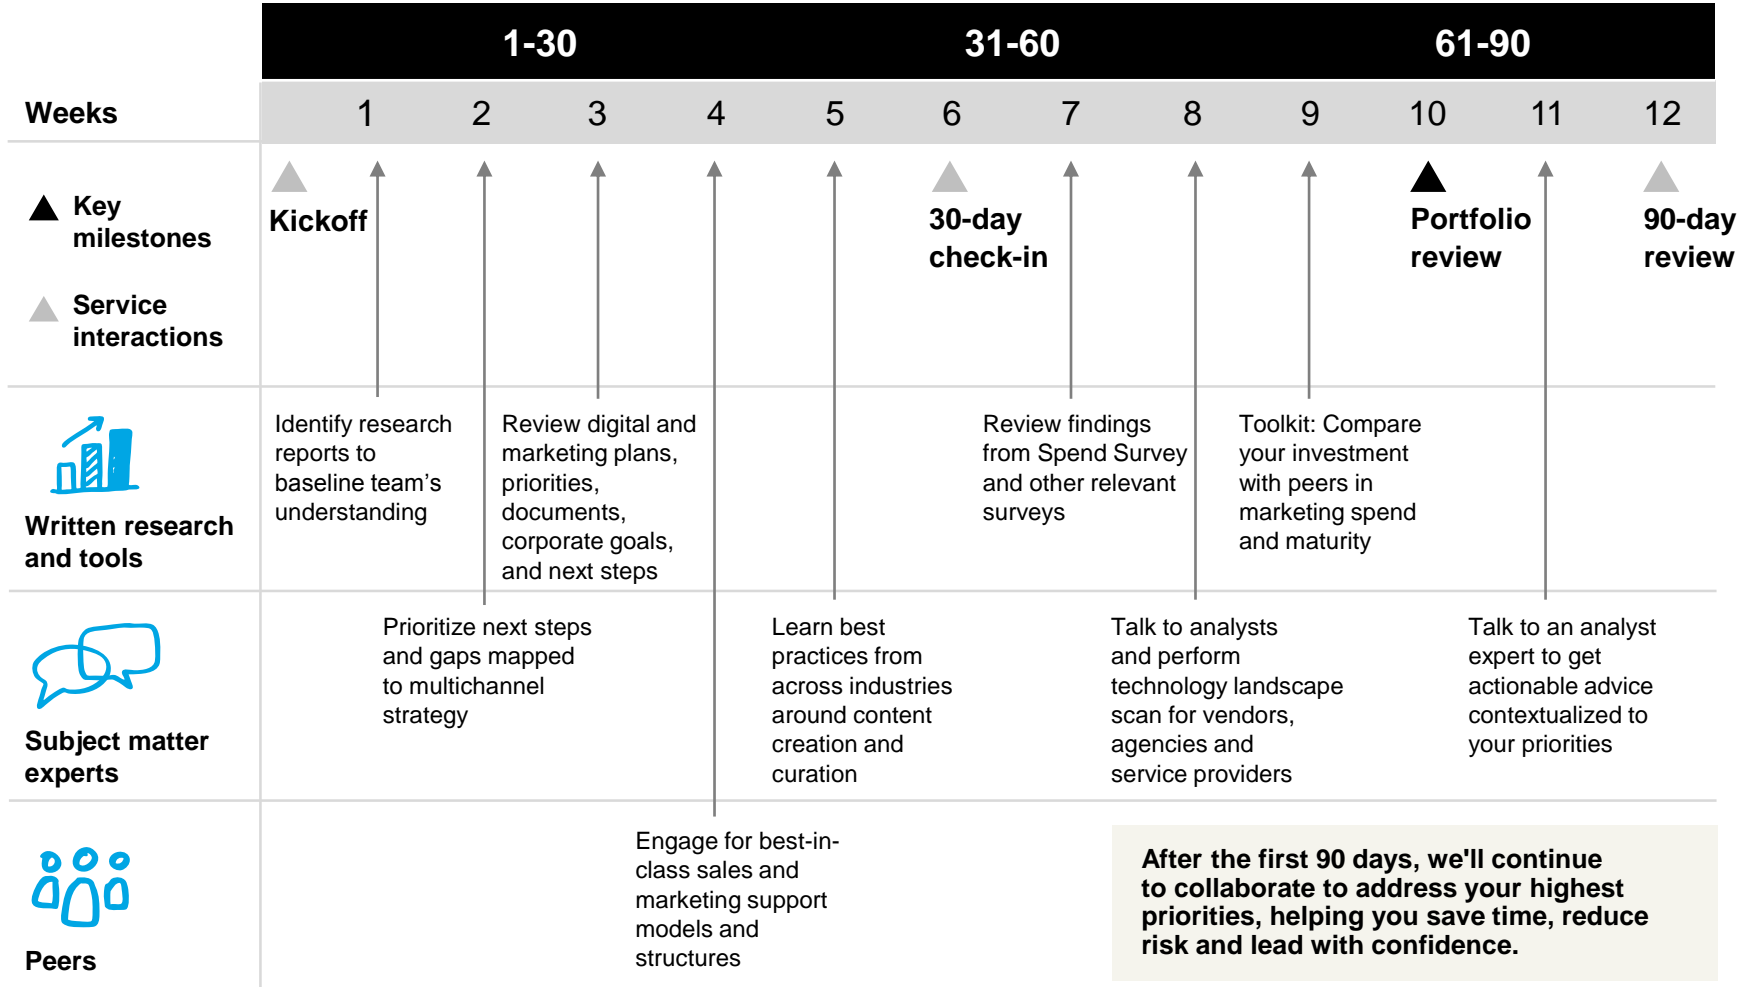 1-30
31-60
61-90
Weeks
1
2
3
4
5
6
7
8
9
10
11
12
Key
milestones
Service
interactions
Kickoff
30-day
check-in
Portfolio
review
90-day
review
Written research
and tools
Identify research
reports to
baseline team’s
understanding
Review digital and
marketing plans,
priorities,
documents,
corporate goals,
and next steps
Review findings
from Spend Survey
and other relevant
surveys
Toolkit: Compare
your investment
with peers in
marketing spend
and maturity
Subject matter
experts
Prioritize next steps
and gaps mapped
to multichannel
strategy
Learn best
practices from
across industries
around content
creation and
curation
Talk to analysts
and perform
technology landscape
scan for vendors,
agencies and
service providers
Talk to an analyst
expert to get
actionable advice
contextualized to
your priorities
Peers
Engage for best-in-
class sales and
marketing support
models and
structures
After the first 90 days, we'll continue
to collaborate to address your highest
priorities, helping you save time, reduce
risk and lead with confidence.